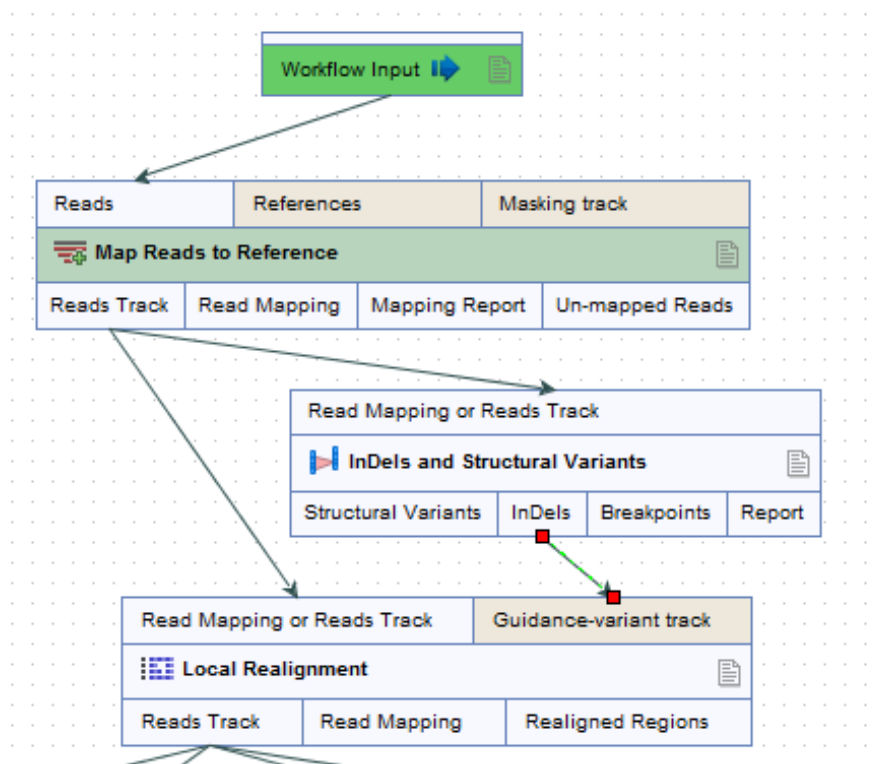 Workflow Input
Reads References Masking track
Map Reads to Reference
Reads Track Read Mapping Mapping Report Un-mapped Reads
Read Mapping or Reads Track
InDels and Structural Variants
Structural Variants InDels Breakpoints Report
Read Mapping or Reads Track Guidance-variant track
Local Realignment
Reads Track Read Mapping Realigned Regions